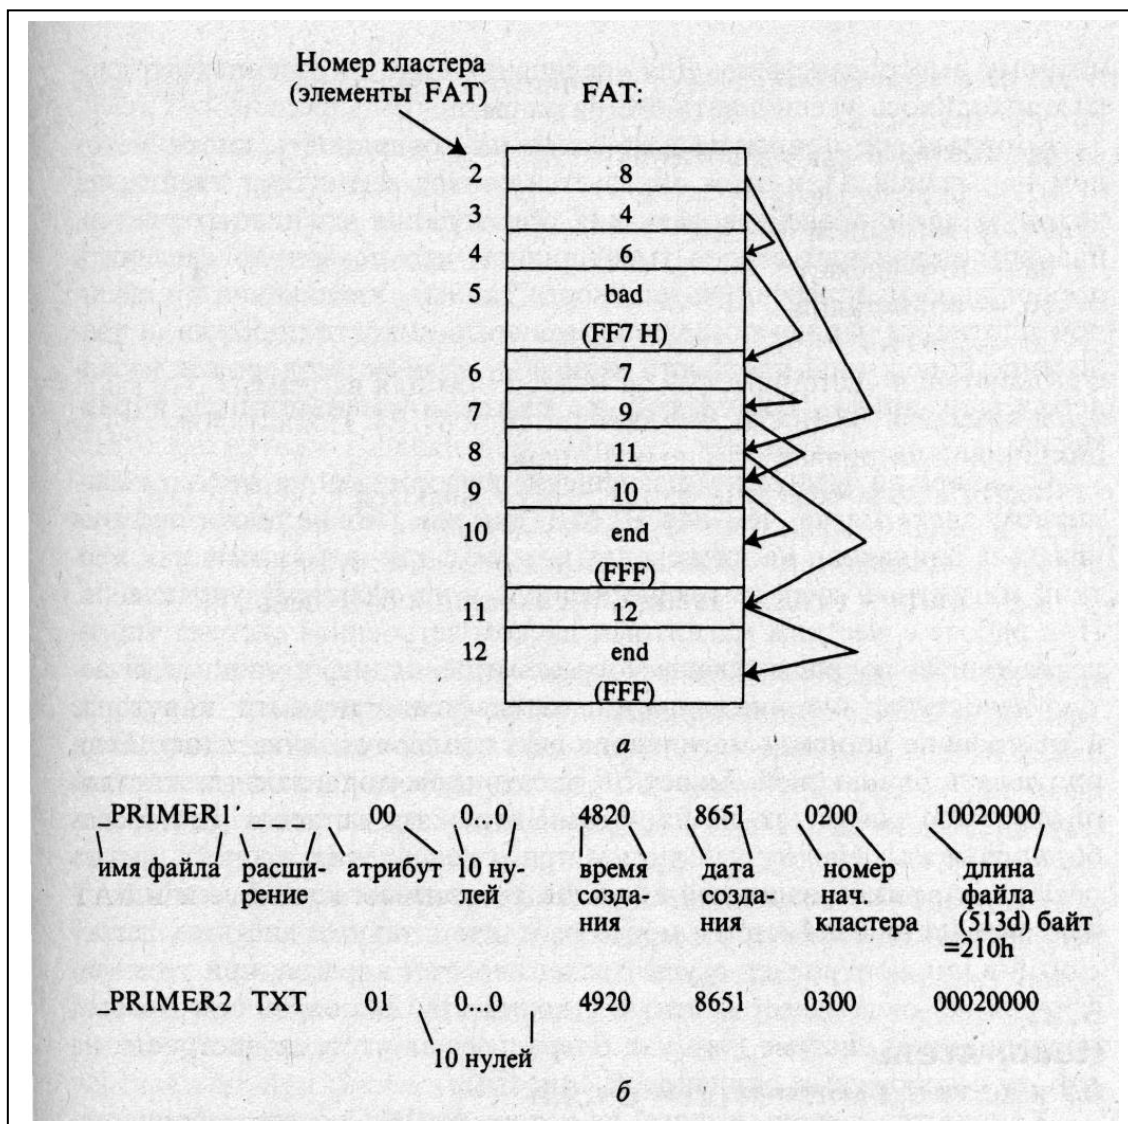 Номер кластера
(элементы FAT)
FAT:
2 8
3 4
4 6
5 bad
(FF7 H)
6 7
7 9
8 11
9 10
10 end
(FFF)
11 12
12 end
(FFF)
а
_PRIMER1' 00 0...0 4820 8651 0200 10020000
имя файла расши- атрибут 10 ну- время дата номер длина
рение лей созда- созда- нач. файла
ния ния кластера (513d) байт
=210h
_PRIMER2 TXT 01 0...0 4920 8651 0300 00020000
10 нулей
б